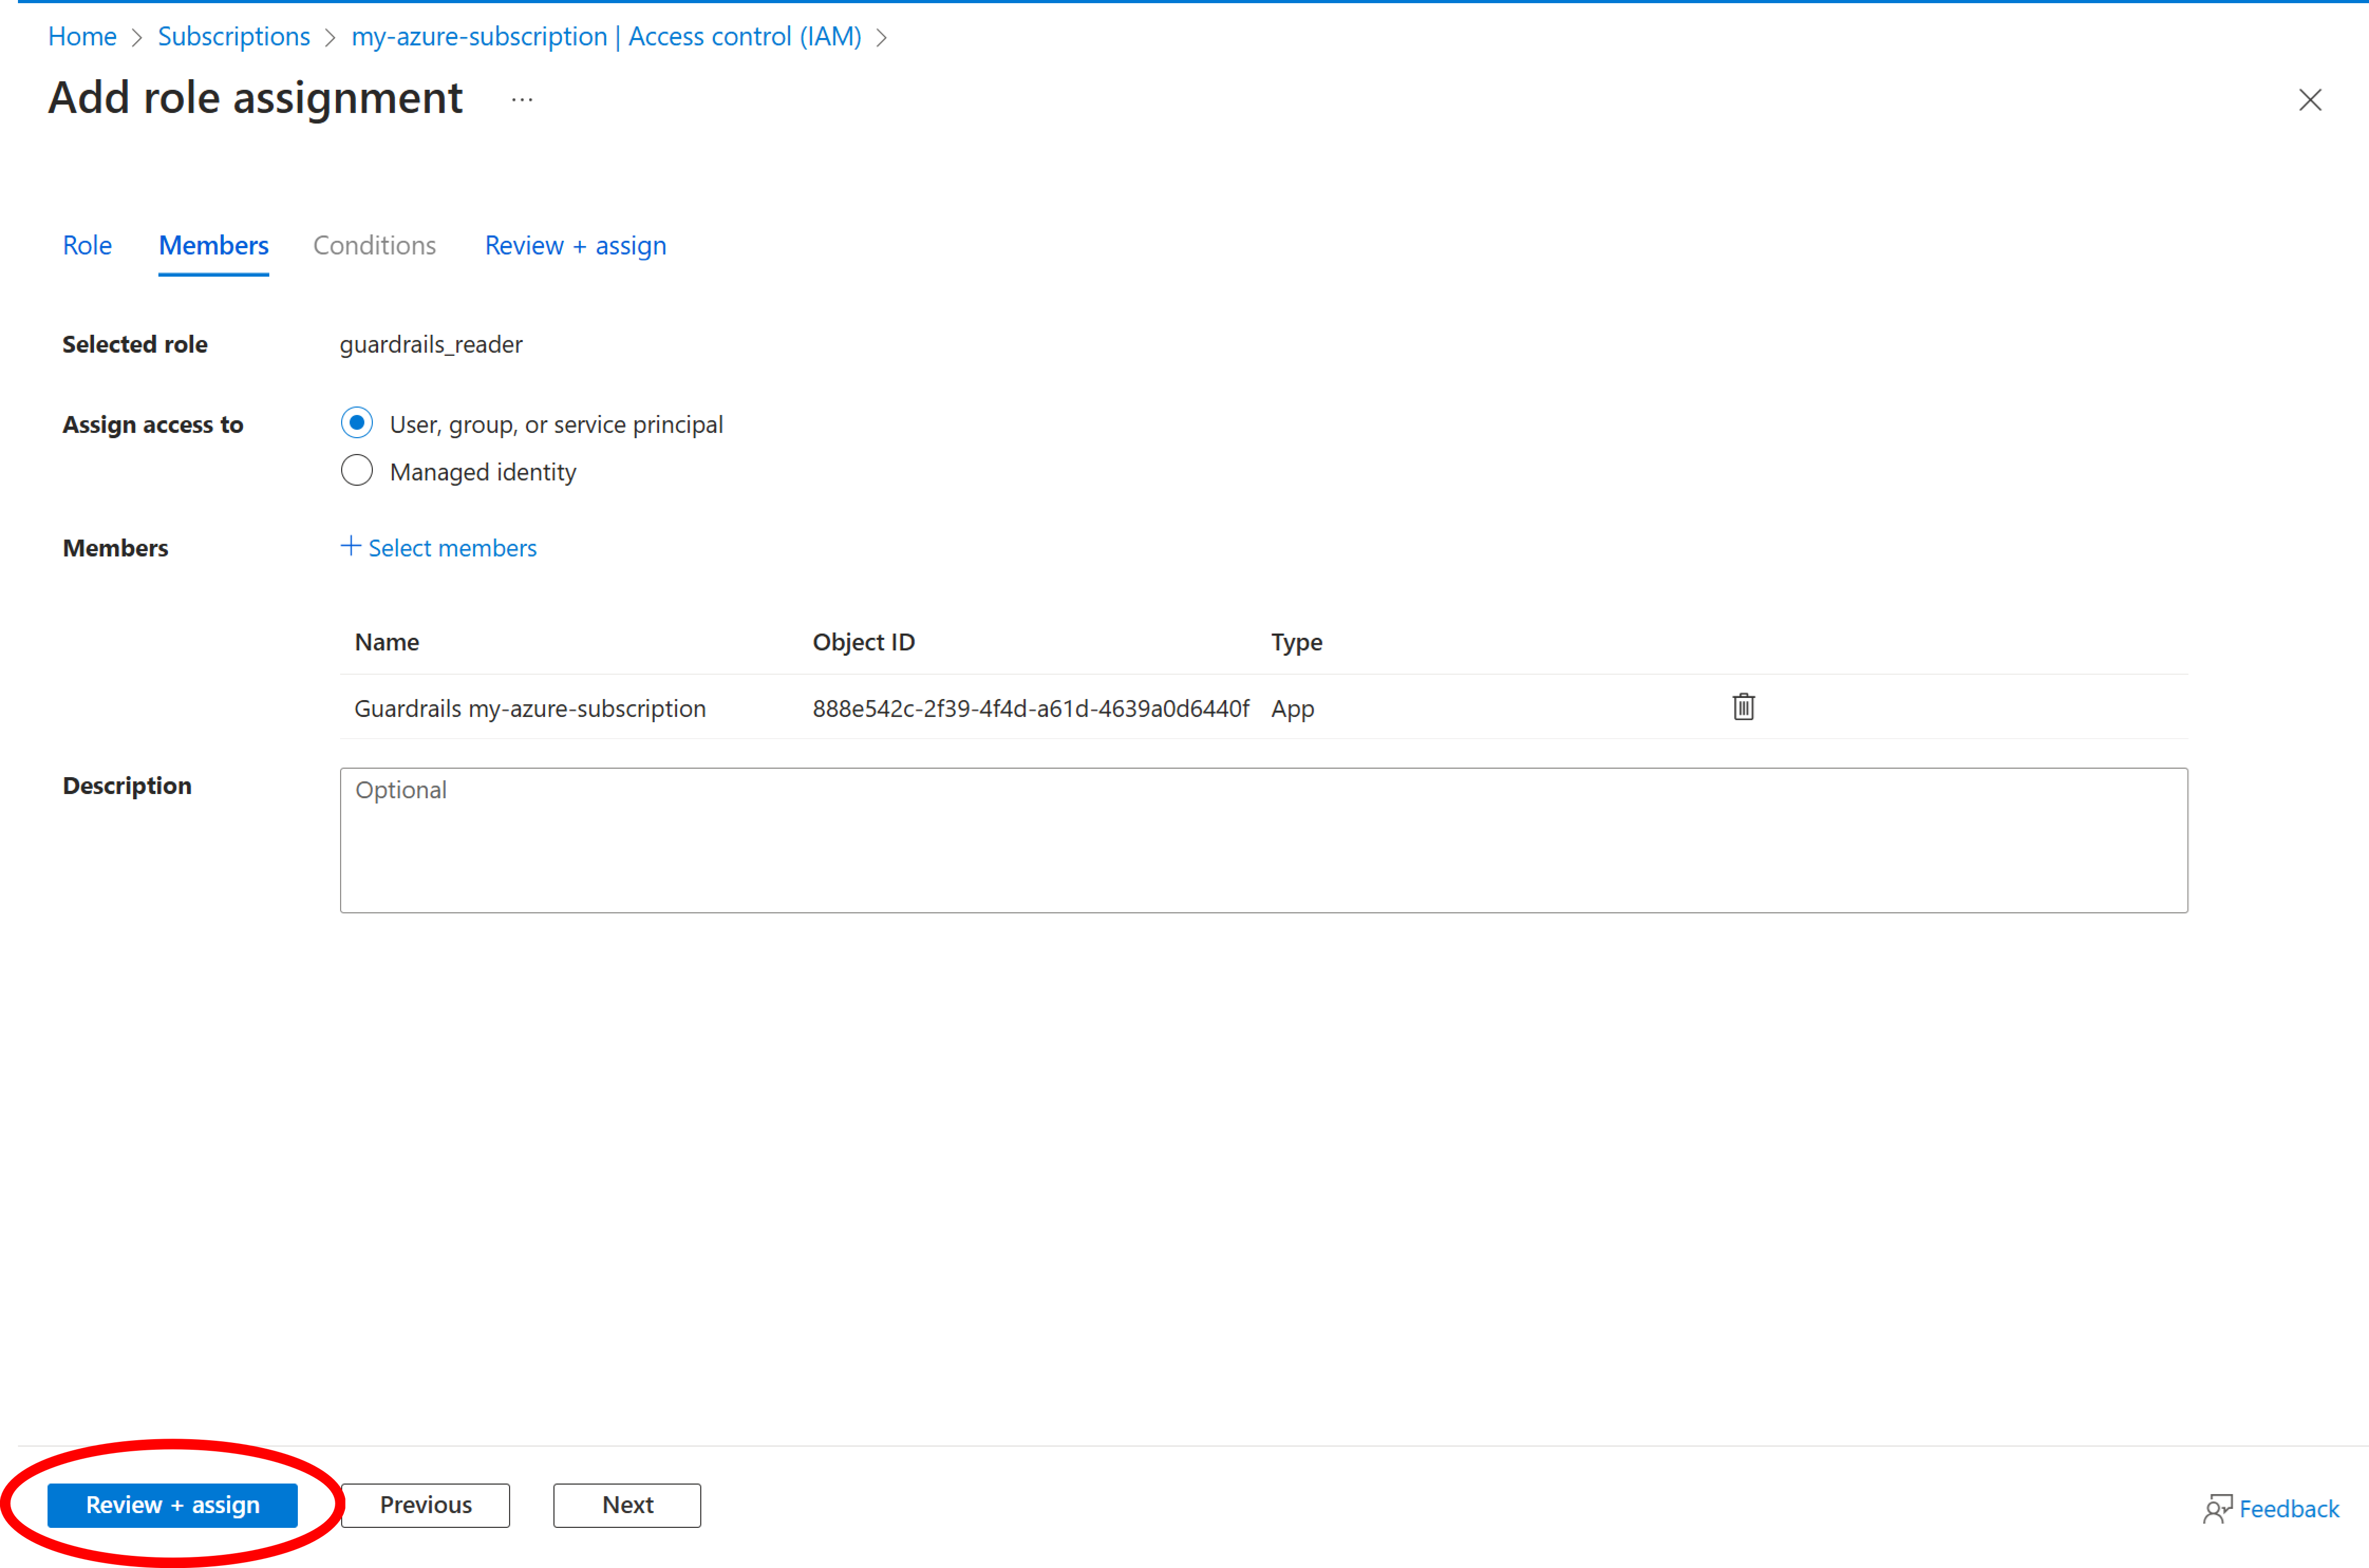 Home > Subscriptions > my-azure-subscription | Access control (IAM) >
Add role assignment ...
Role Members Conditions Review + assign
Selected role guardrails_reader
Assign access to User, group, or service principal
Managed identity
Members + Select members
Name Object ID Type
Guardrails my-azure-subscription 888e542c-2f39-4f4d-a61d-4639a0d6440f App
Description Optional
Review + assign Previous Next Feedback